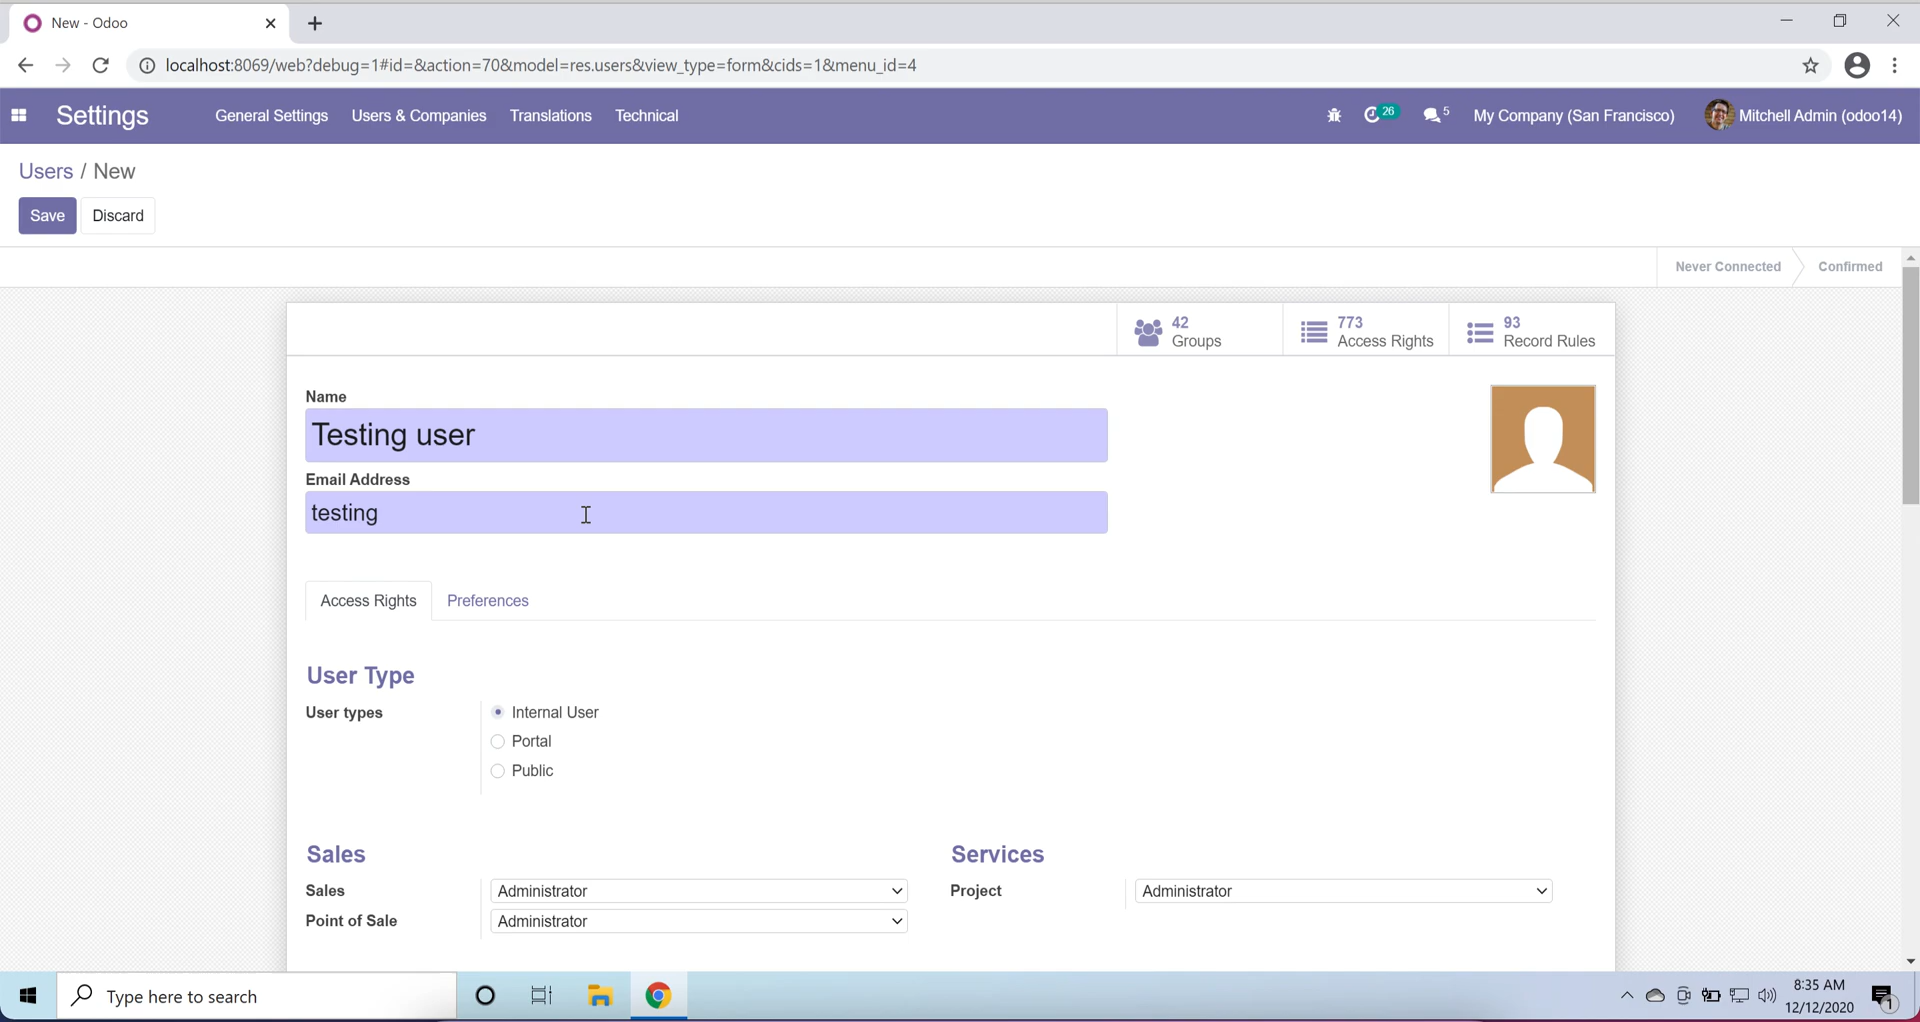 New - Odoo
localhost:8069/web?debug=1#id=&action=70&model=res.users&view_type=form&cids=1&menu_id=4
Settings General Settings Users & Companies Translations Technical 26 5 My Company (San Francisco) Mitchell Admin (odoo14)
Users / New
Save Discard
Never Connected Confirmed
42 Groups
773 Access Rights
93 Record Rules
Name
Testing user
Email Address
testing
Access Rights Preferences
User Type
User types Internal User
Portal
Public
Sales Services
Sales Administrator Project Administrator
Point of Sale Administrator
Type here to search
8:35 AM
12/12/2020
1